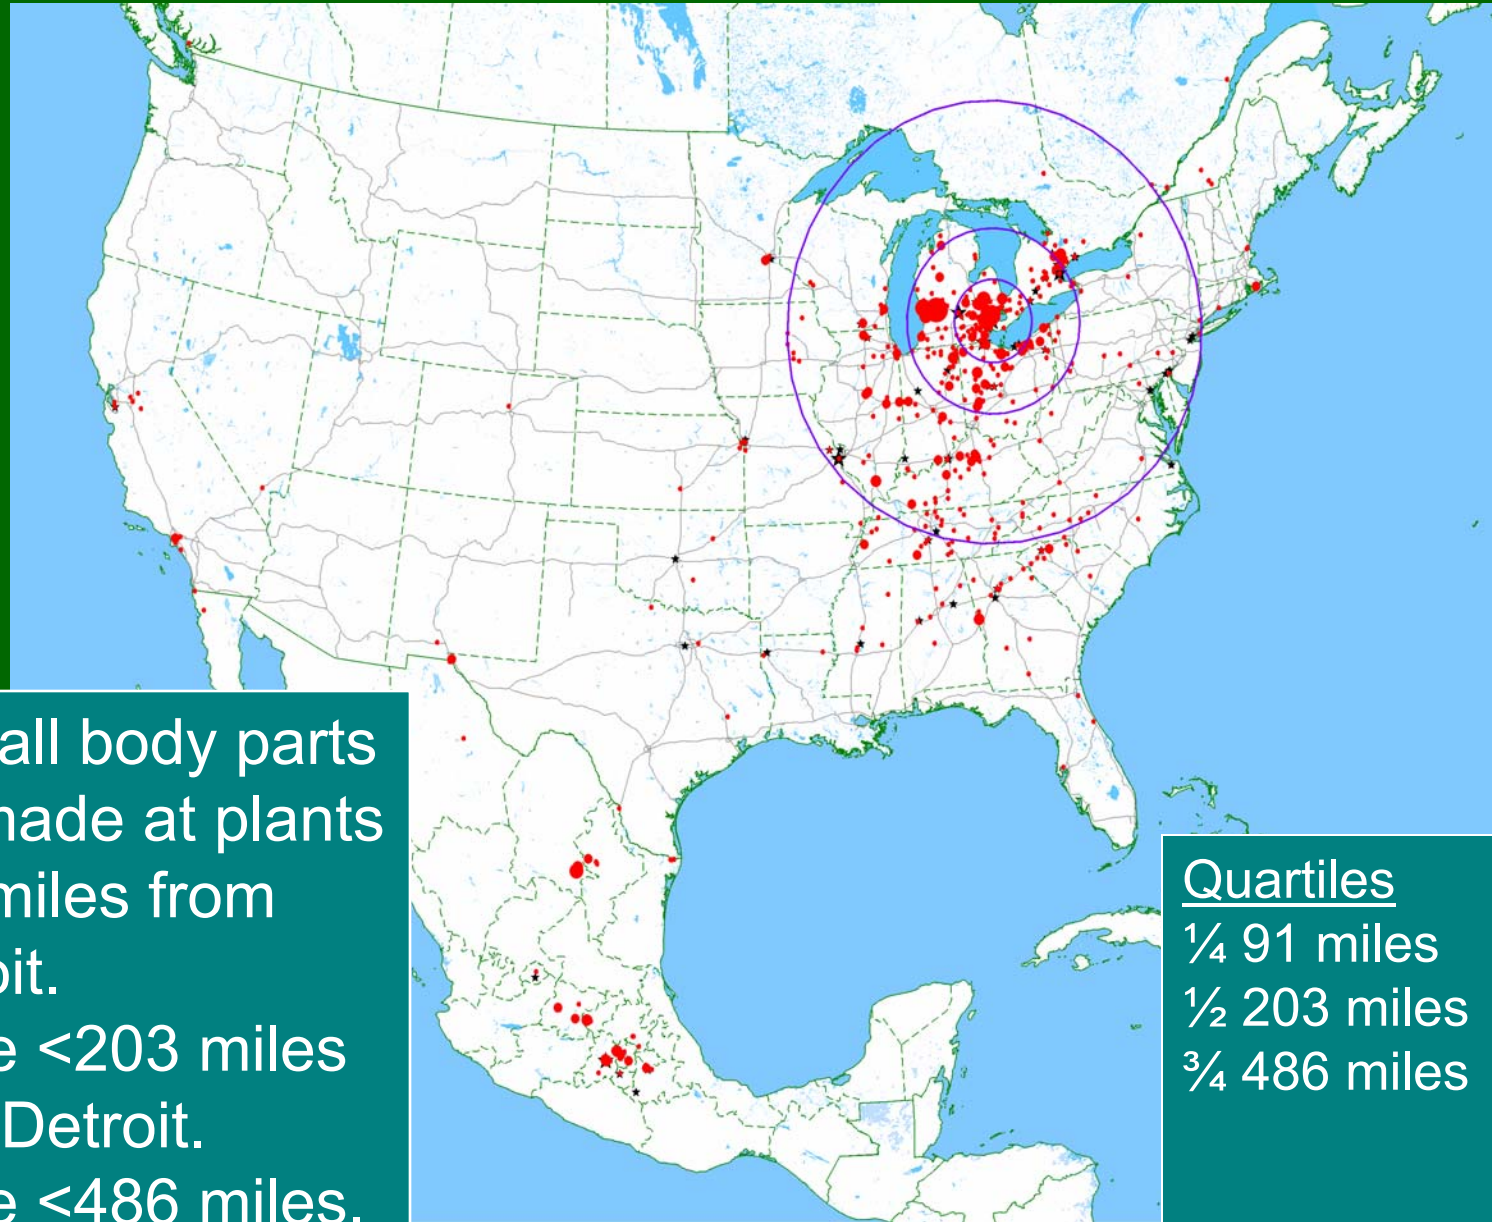 all body parts
made at plants
miles from
oit.
e <203 miles
Detroit.
e <486 miles.
Quartiles
¼ 91 miles
½ 203 miles
¾ 486 miles